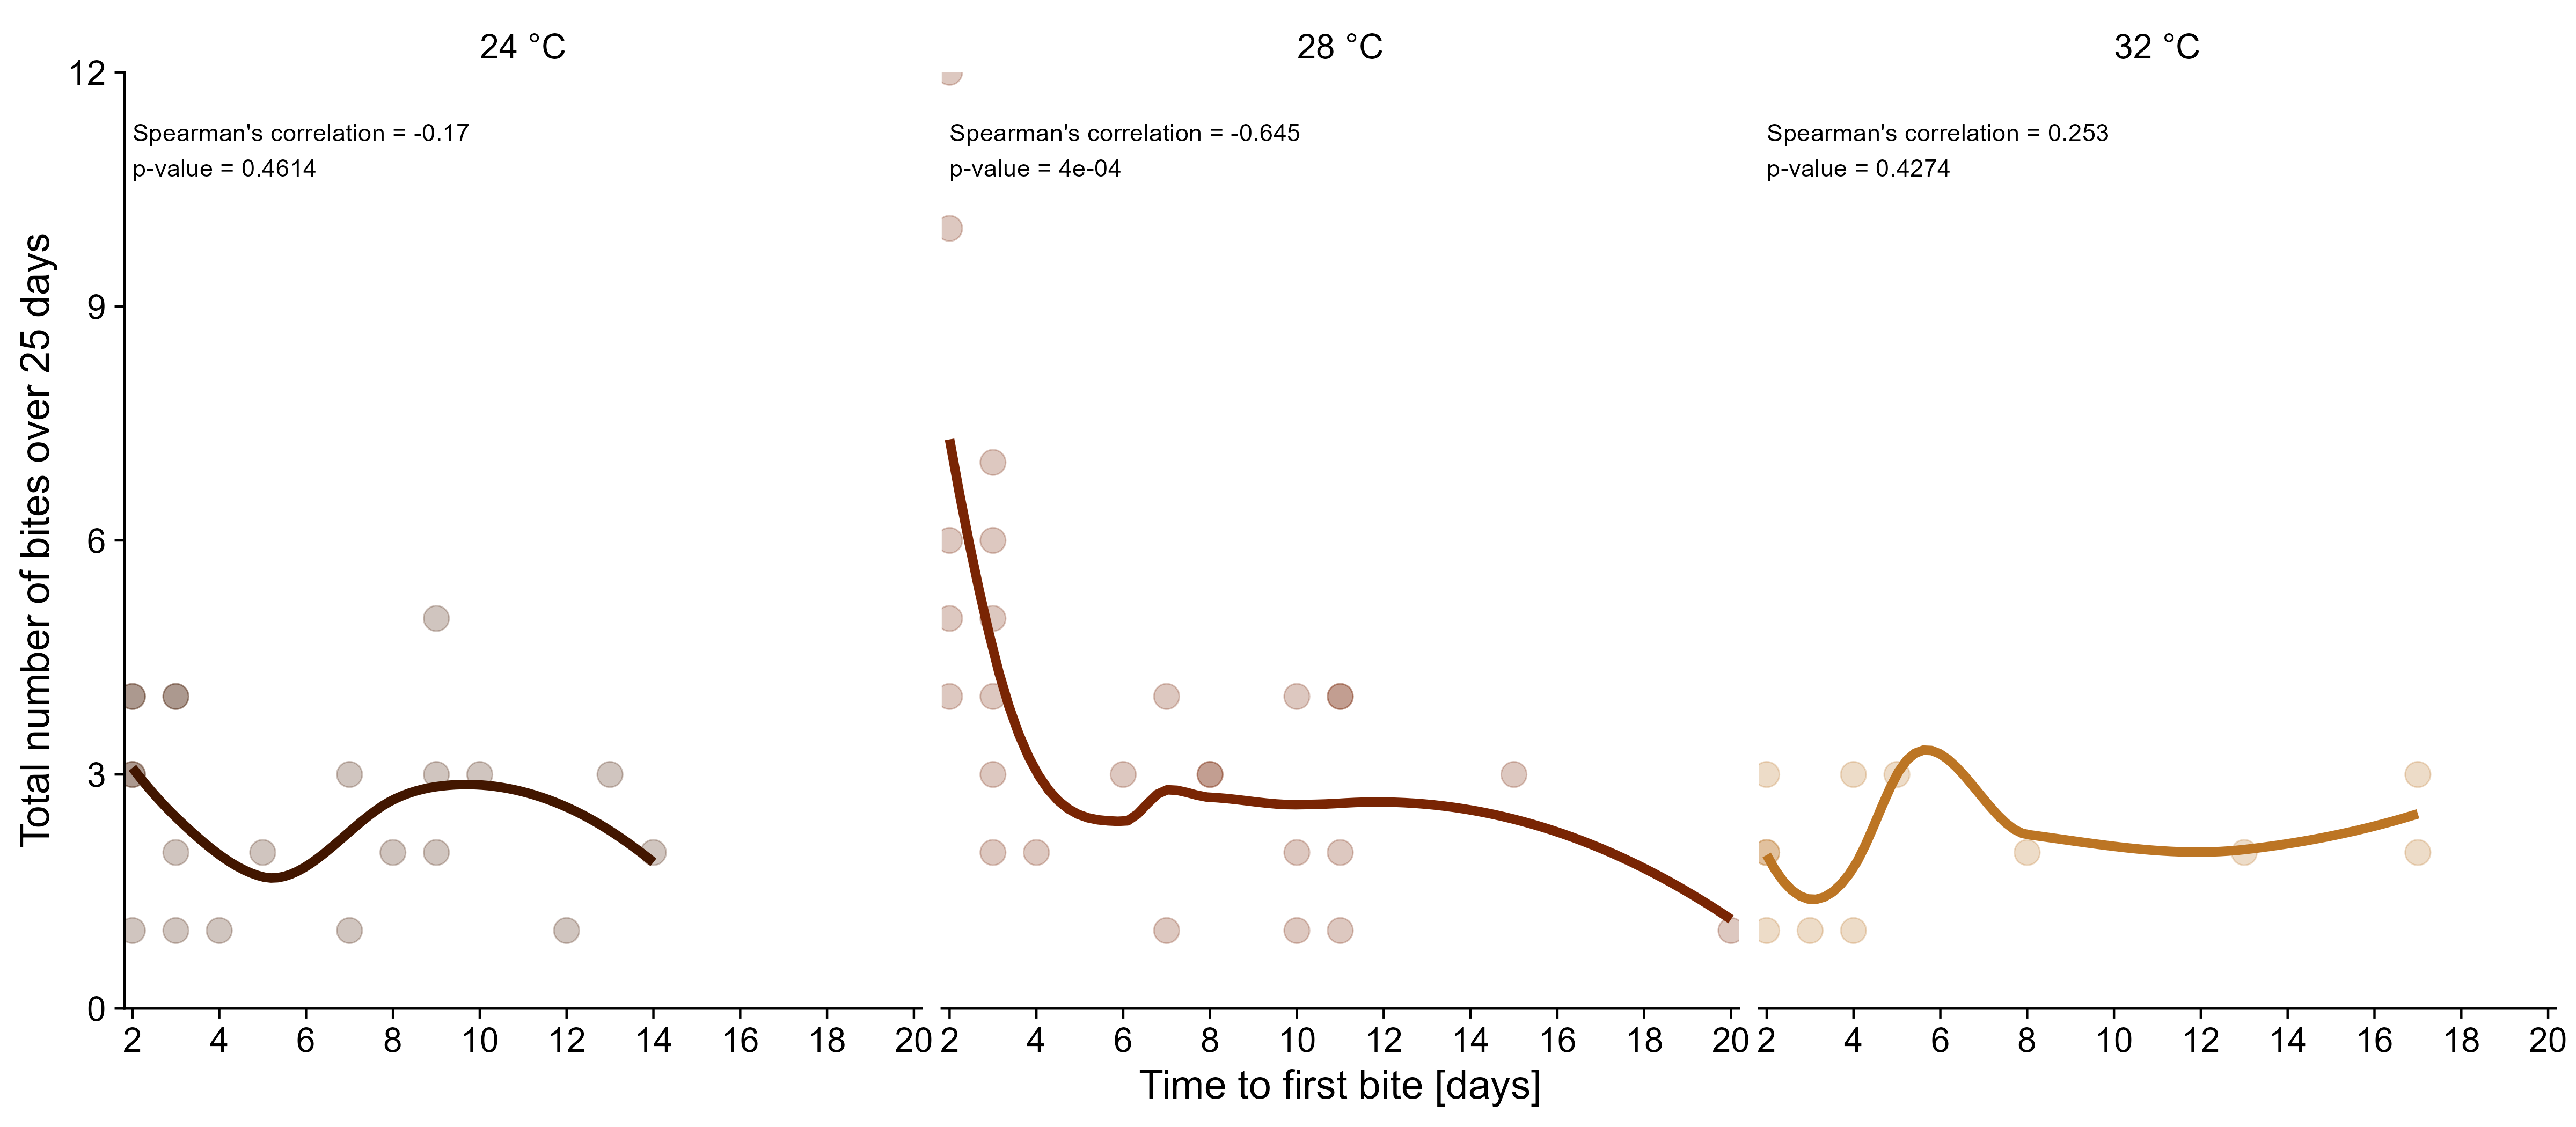 24 °C
28 °C
32 °C
Spearman's correlation = -0.17
p-value = 0.4614
Spearman's correlation = -0.645
p-value = 4e-04
Spearman's correlation = 0.253
p-value = 0.4274
Total number of bites over 25 days
12
9
6
3
0
2 4 6 8 10 12 14 16 18 20
2 4 6 8 10 12 14 16 18 20
2 4 6 8 10 12 14 16 18 20
Time to first bite [days]